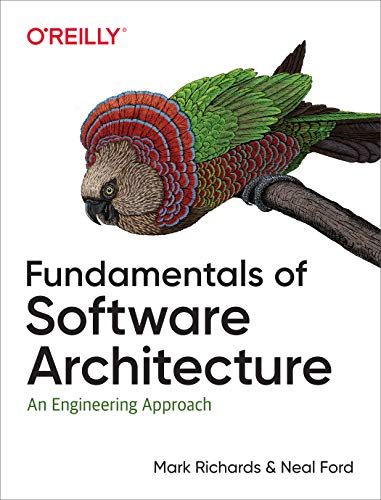 O'REILLY®
Fundamentals of
Software
Architecture
An Engineering Approach
Mark Richards & Neal Ford